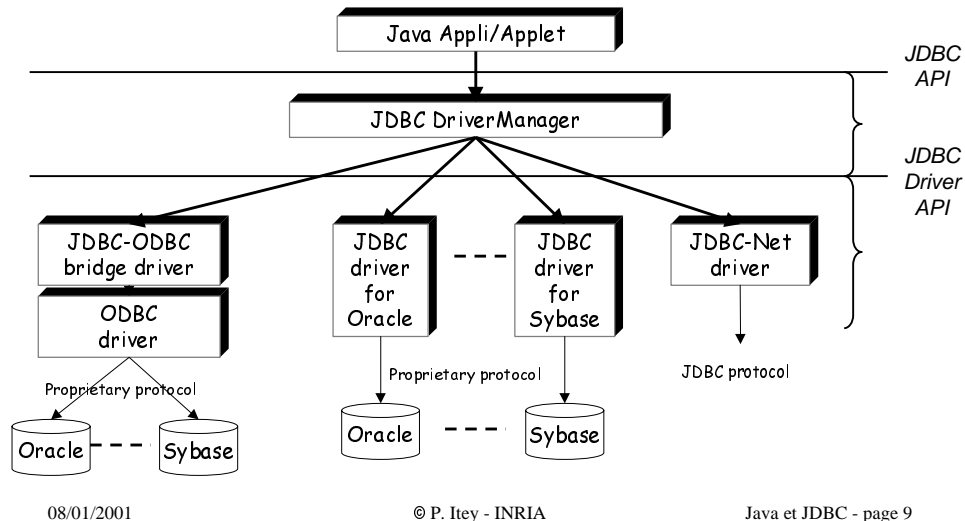 Java Appli/Applet
JDBC
API
JDBC DriverManager
JDBC
Driver
API
JDBC-ODBC
bridge driver
ODBC
driver
JDBC
driver
for
Oracle
JDBC
driver
for
Sybase
JDBC-Net
driver
Proprietary protocol
Proprietary protocol
JDBC protocol
Oracle
Sybase
Oracle
Sybase
08/01/2001
© P. Itey - INRIA
Java et JDBC - page 9